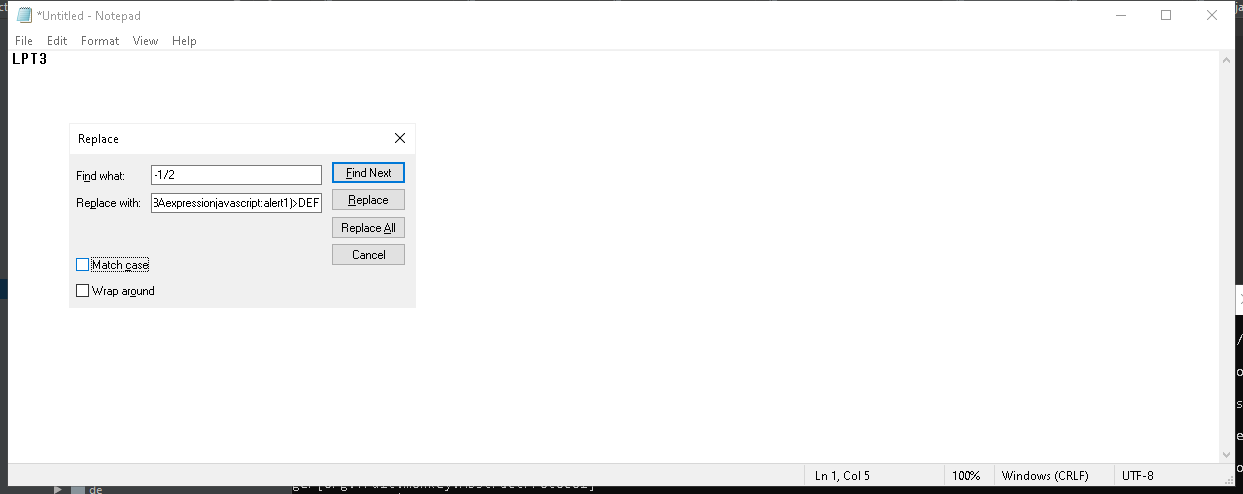 *Untitled - Notepad
File Edit Format View Help
LPT3
Replace
Find what: -1/2 Find Next
Replace with: 3Aexpressionjavascript:alert1)>DEF Replace
Replace All
Cancel
Match case
Wrap around
Ln 1, Col 5 100% Windows (CRLF) UTF-8
de